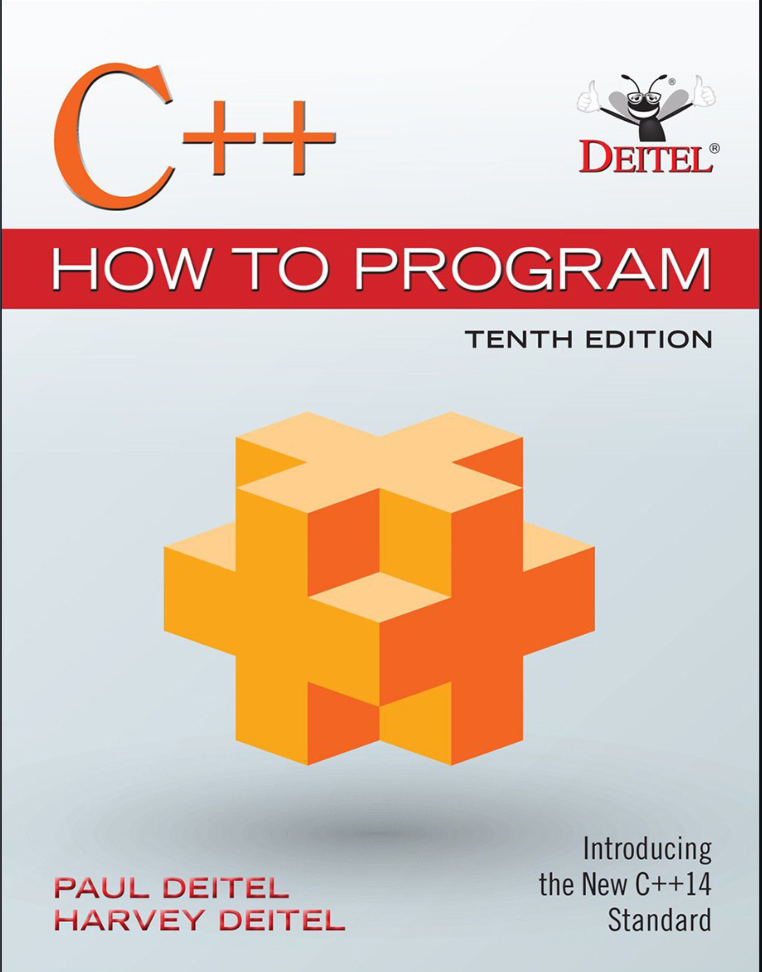 C++
DEITEL®
HOW TO PROGRAM
TENTH EDITION
Introducing
the New C++14
Standard
PAUL DEITEL
HARVEY DEITEL